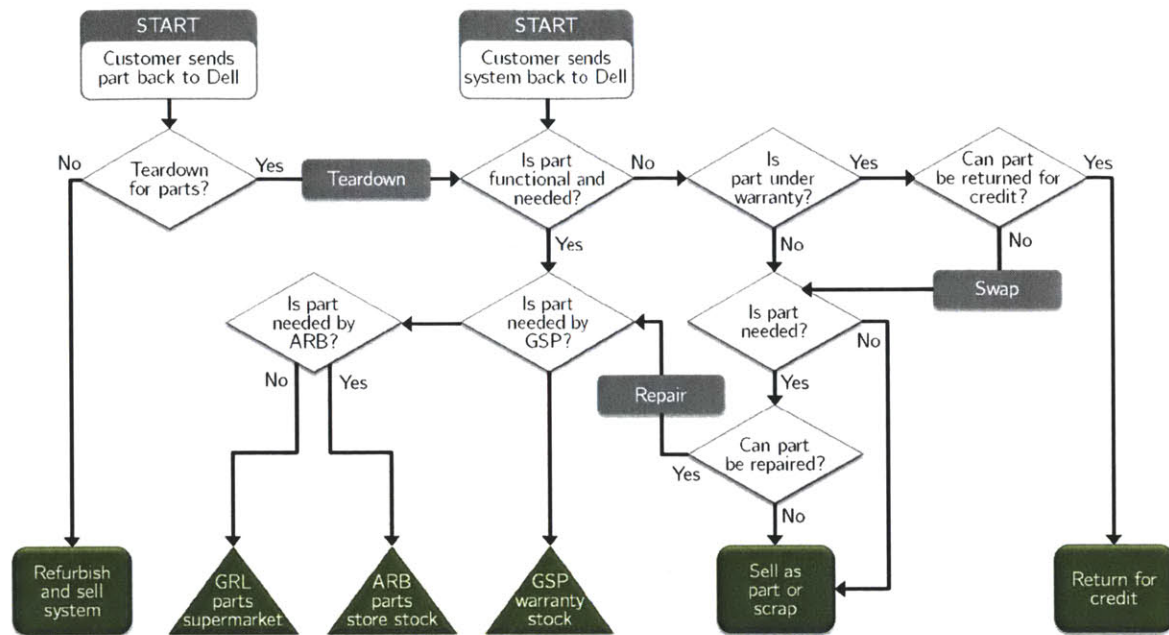 START
Customer sends
part back to Dell
START
Customer sends
system back to Dell
No
Teardown
for parts?
Yes
Teardown
Is part
functional and
needed?
No
Is
part under
warranty?
Yes
Can part
be returned for
credit?
Yes
Yes
No
No
Swap
Is part
needed by
ARB?
Is part
needed by
GSP?
Is part needed?
No
No
Yes
Repair
Yes
Can part
be repaired?
Yes
No
Refurbish
and sell
system
GRL
parts
supermarket
ARB
parts
store stock
GSP
warranty
stock
Sell as
part or
scrap
Return for
credit